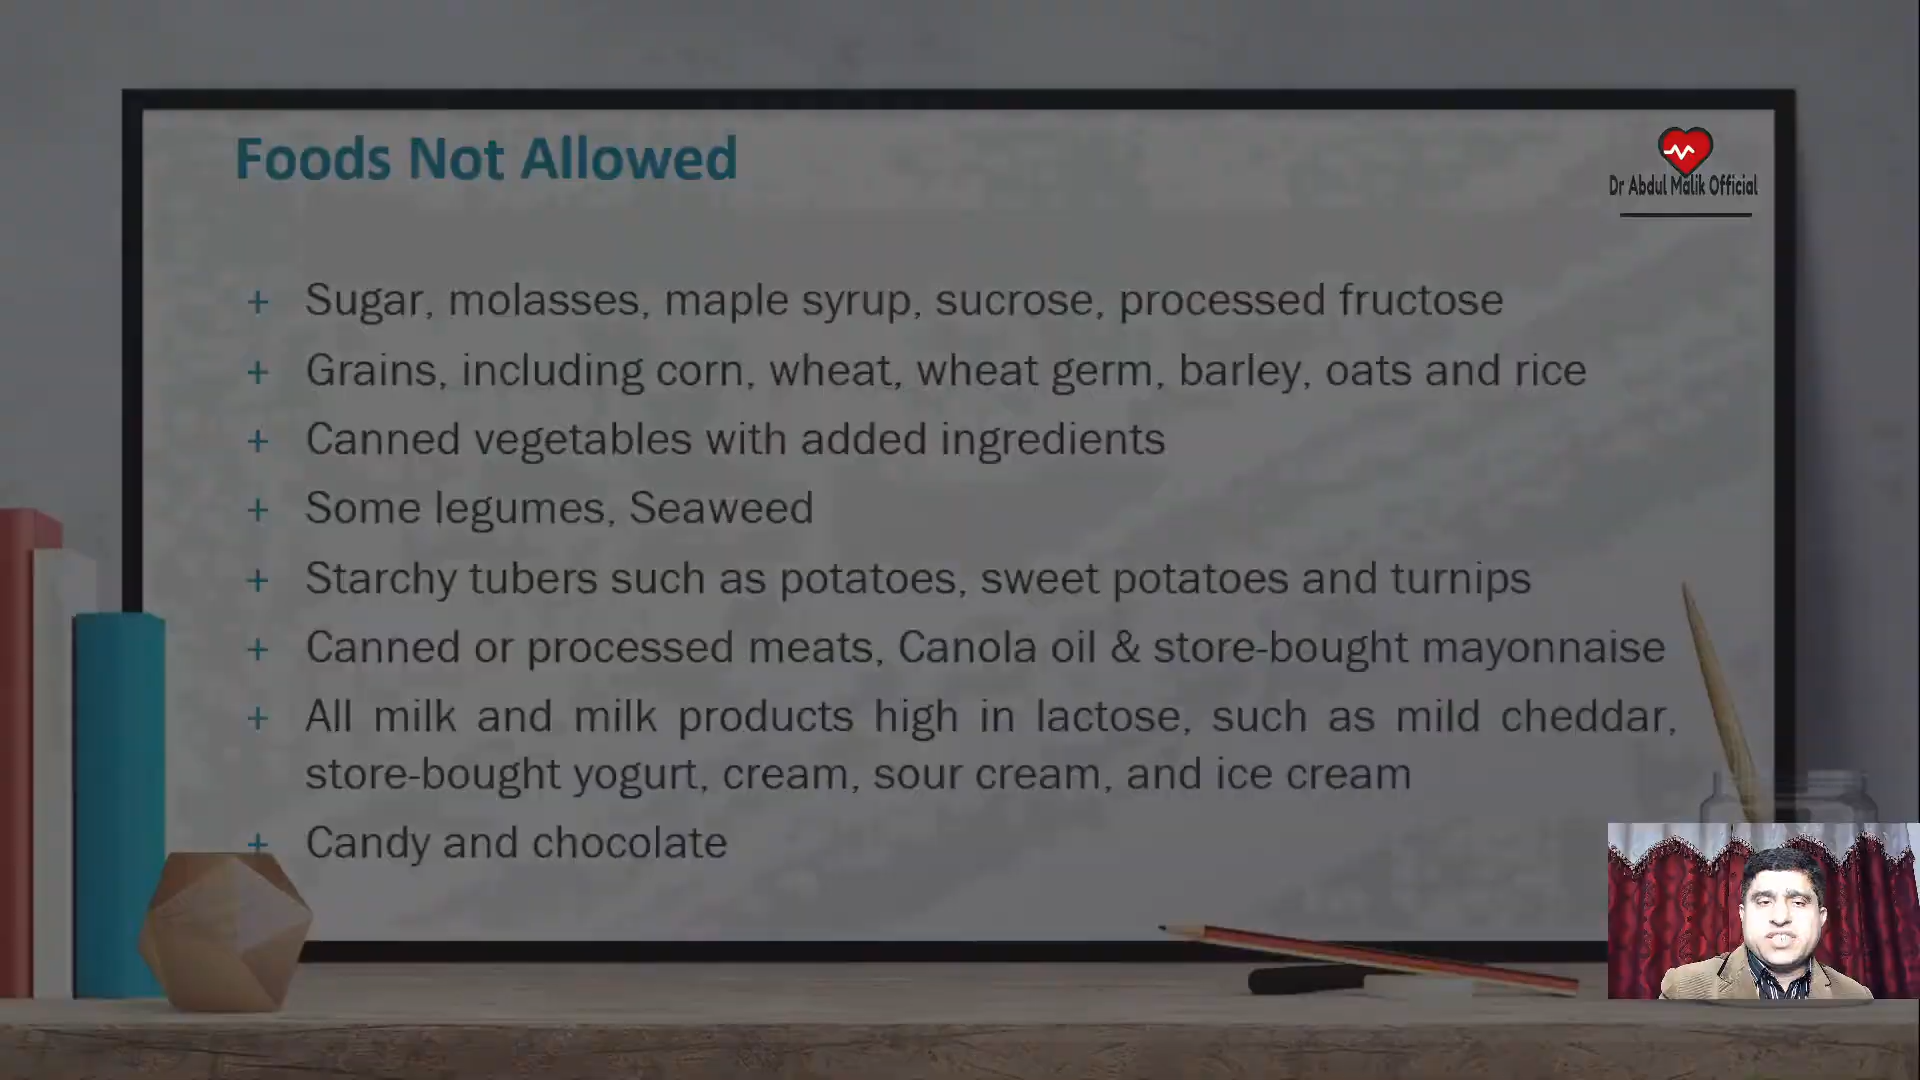 Foods Not Allowed
Dr Abdul Malik Official
+ Sugar, molasses, maple syrup, sucrose, processed fructose
+ Grains, including corn, wheat, wheat germ, barley, oats and rice
+ Canned vegetables with added ingredients
+ Some legumes, Seaweed
+ Starchy tubers such as potatoes, sweet potatoes and turnips
+ Canned or processed meats, Canola oil & store-bought mayonnaise
+ All milk and milk products high in lactose, such as mild cheddar,
store-bought yogurt, cream, sour cream, and ice cream
+ Candy and chocolate